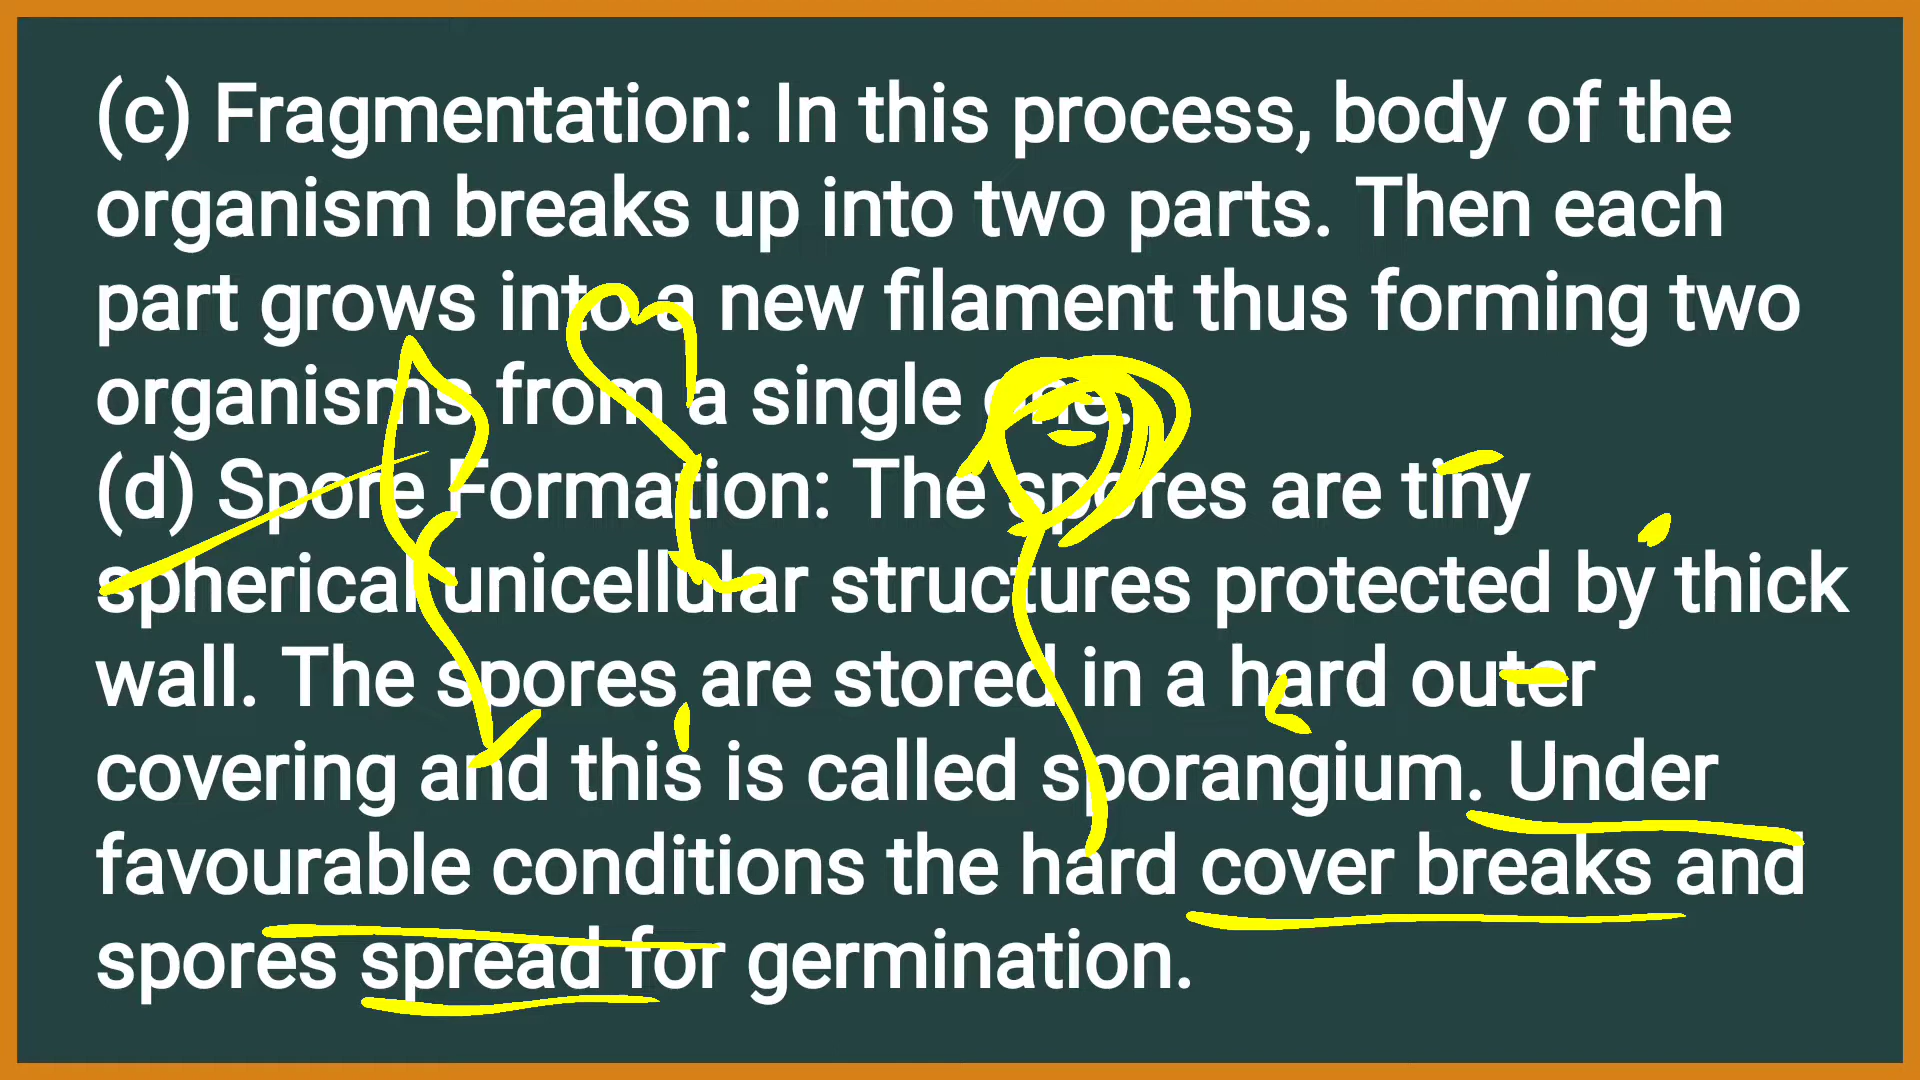 (c) Fragmentation: In this process, body of the
organism breaks up into two parts. Then each
part grows into a new filament thus forming two
organisms from a single one.
(d) Spore Formation: The spores are tiny
spherical unicellular structures protected by thick
wall. The spores are stored in a hard outer
covering and this is called sporangium. Under
favourable conditions the hard cover breaks and
spores spread for germination.